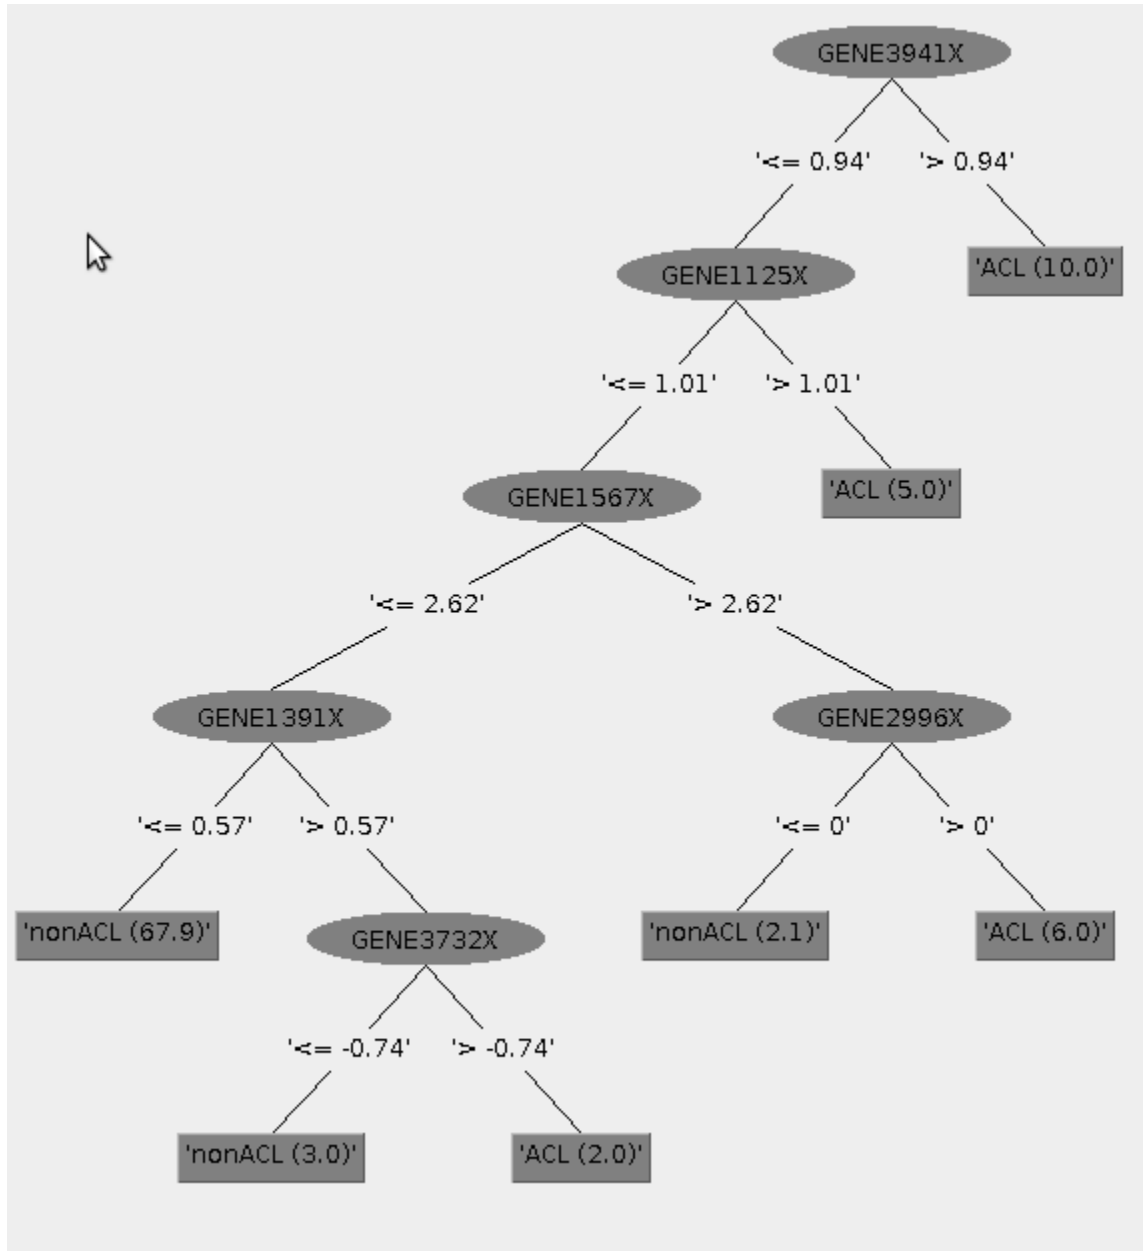 GENE3941X
'<= 0.94' '> 0.94'
GENE1125X 'ACL (10.0)'
'<= 1.01' '> 1.01'
GENE1567X 'ACL (5.0)'
'<= 2.62' '> 2.62'
GENE1391X GENE2996X
'<= 0.57' '> 0.57' '<= 0' '> 0'
'nonACL (67.9)' GENE3732X 'nonACL (2.1)' 'ACL (6.0)'
'<= -0.74' '> -0.74'
'nonACL (3.0)' 'ACL (2.0)'